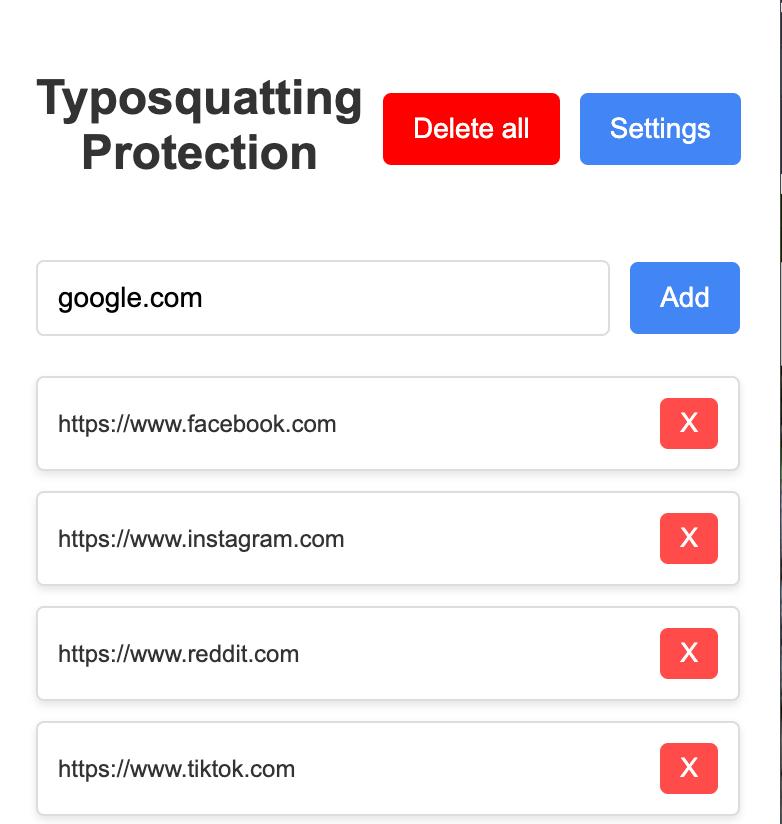 Typosquatting
Protection
Delete all
Settings
google.com
Add
https://www.facebook.com
X
https://www.instagram.com
X
https://www.reddit.com
X
https://www.tiktok.com
X